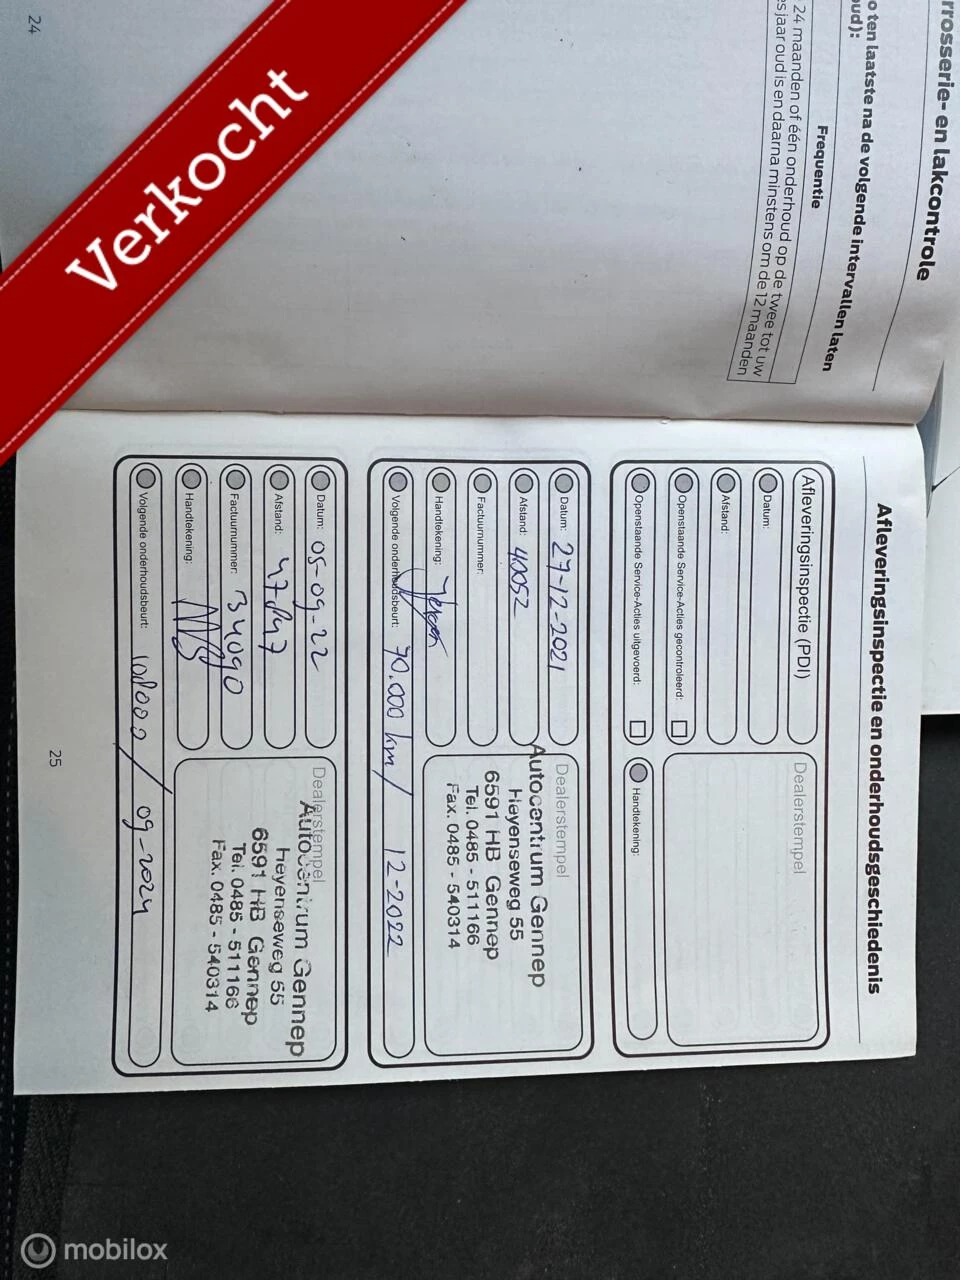 Verkocht
rrosserie- en lakcontrole
o ten laatste na de volgende intervallen laten
oud):
Frequentie
24 maanden of één onderhoud op de twee tot uw
es jaar oud is en daarna minstens om de 12 maanden
24
Afleveringsinspectie en onderhoudsgeschiedenis
Afleveringsinspectie (PDI)
Datum:
Afstand:
Openstaande Service-Acties gecontroleerd:
Openstaande Service-Acties uitgevoerd:
Dealerstempel
Handtekening:
Datum: 27-12-2021
Afstand: 40052
Factuurnummer:
Handtekening:
Dealerstempel
Autocentrum Gennep
Heyenseweg 55
6591 HB Gennep
Tel. 0485 - 511166
Fax. 0485 - 540314
Volgende onderhoudsbeurt: 70.000 km / 12-2022
Datum: 05-09-22
Afstand:
Factuurnummer: 34090
Handtekening:
Dealerstempel
Autocentrum Gennep
Heyenseweg 55
6591 HB Gennep
Tel. 0485 - 511166
Fax. 0485 - 540314
Volgende onderhoudsbeurt: / 09-2024
25
mobilox